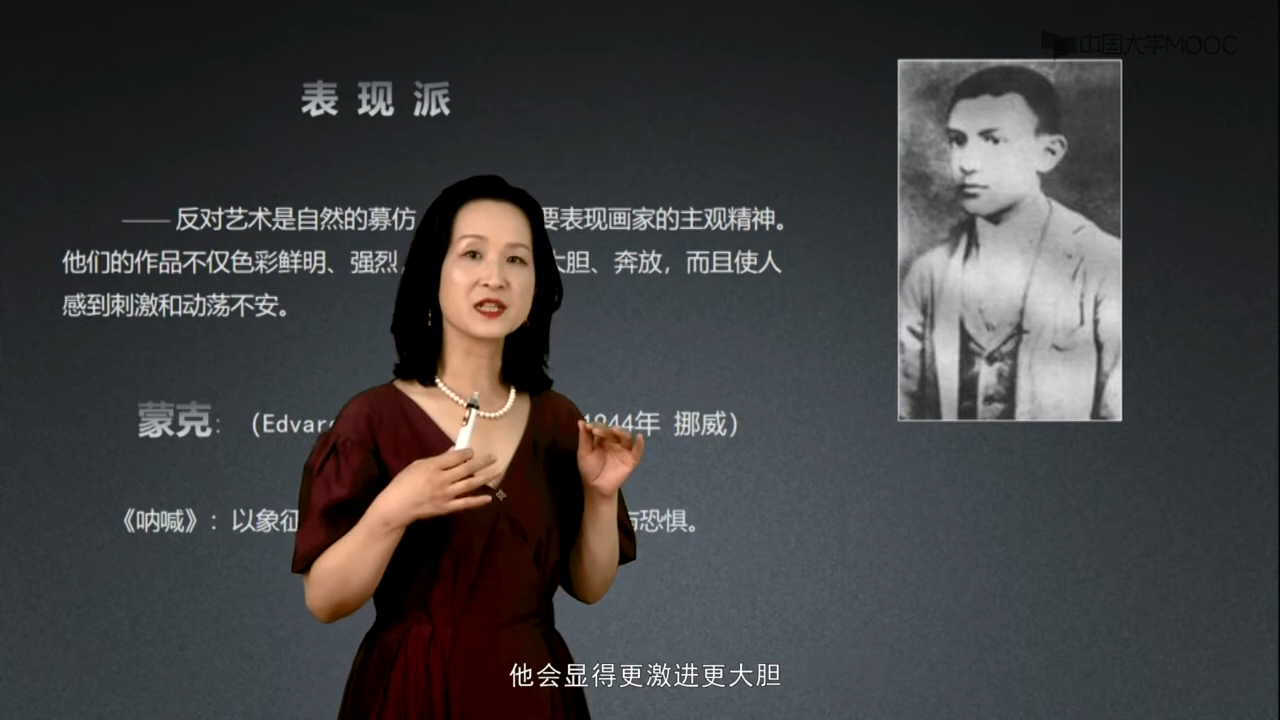 中国大学MOOC
表现派
—— 反对艺术是自然的募仿 要表现画家的主观精神。
他们的作品不仅色彩鲜明、强烈, 大胆、奔放，而且使人
感到刺激和动荡不安。
蒙克： （Edvard 1944年 挪威）
《呐喊》：以象征 与恐惧。
他会显得更激进更大胆